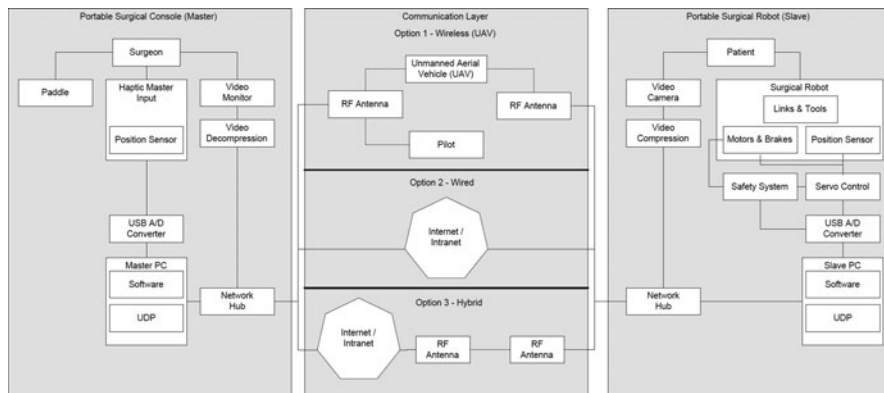 Portable Surgical Console (Master)
Surgeon
Paddle
Haptic Master
Input
Position Sensor
Video
Monitor
Video
Decompression
USB A/D
Converter
Master PC
Software
UDP
Network
Hub
Communication Layer
Option 1 - Wireless (UAV)
Unmanned Aerial
Vehicle (UAV)
RF Antenna
RF Antenna
Pilot
Option 2 - Wired
Internet /
Intranet
Option 3 - Hybrid
Internet /
Intranet
RF
Antenna
RF
Antenna
Portable Surgical Robot (Slave)
Patient
Video
Camera
Video
Compression
Surgical Robot
Links & Tools
Motors & Brakes
Position Sensor
Safety System
Servo Control
USB A/D
Converter
Network
Hub
Slave PC
Software
UDP